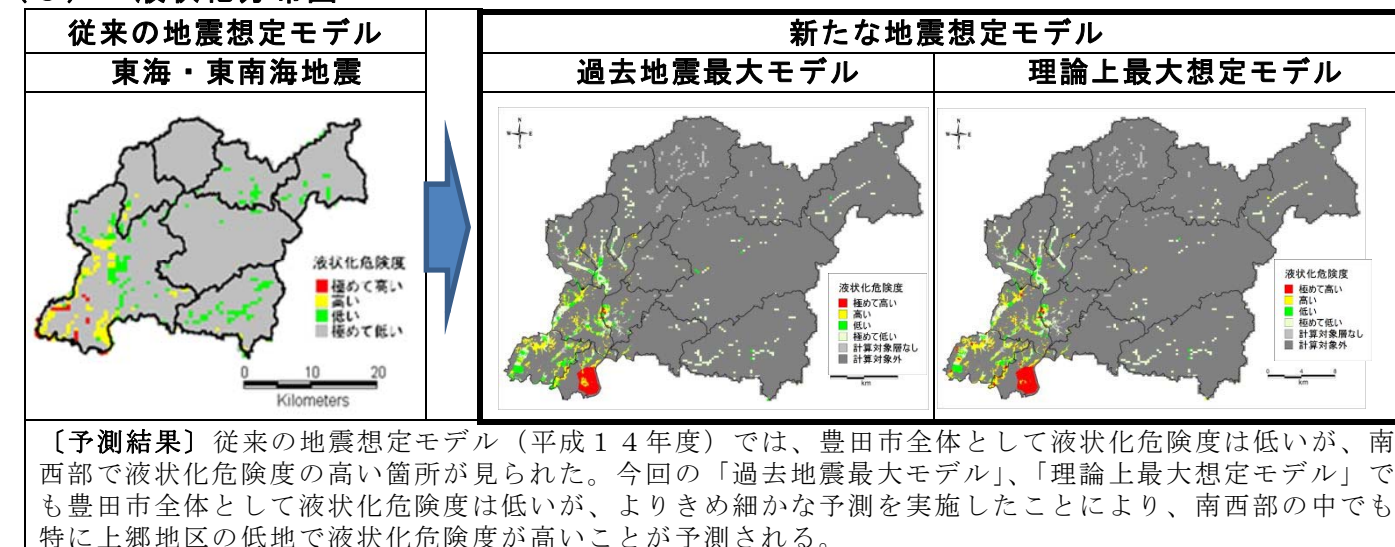 従来の地震想定モデル
新たな地震想定モデル
東海・東南海地震
過去地震最大モデル
理論上最大想定モデル
液状化危険度
極めて高い
高い
低い
極めて低い
0 10 20
Kilometers
N
W E
S
液状化危険度
極めて高い
高い
低い
極めて低い
計算対象層なし
計算対象外
km
N
W E
S
液状化危険度
極めて高い
高い
低い
極めて低い
計算対象層なし
計算対象外
0 4 8
km
〔予測結果〕従来の地震想定モデル(平成14年度)では、豊田市全体として液状化危険度は低いが、南
西部で液状化危険度の高い箇所が見られた。今回の「過去地震最大モデル」、「理論上最大想定モデル」で
も豊田市全体として液状化危険度は低いが、よりきめ細かな予測を実施したことにより、南西部の中でも
特に上郷地区の低地で液状化危険度が高いことが予測される。